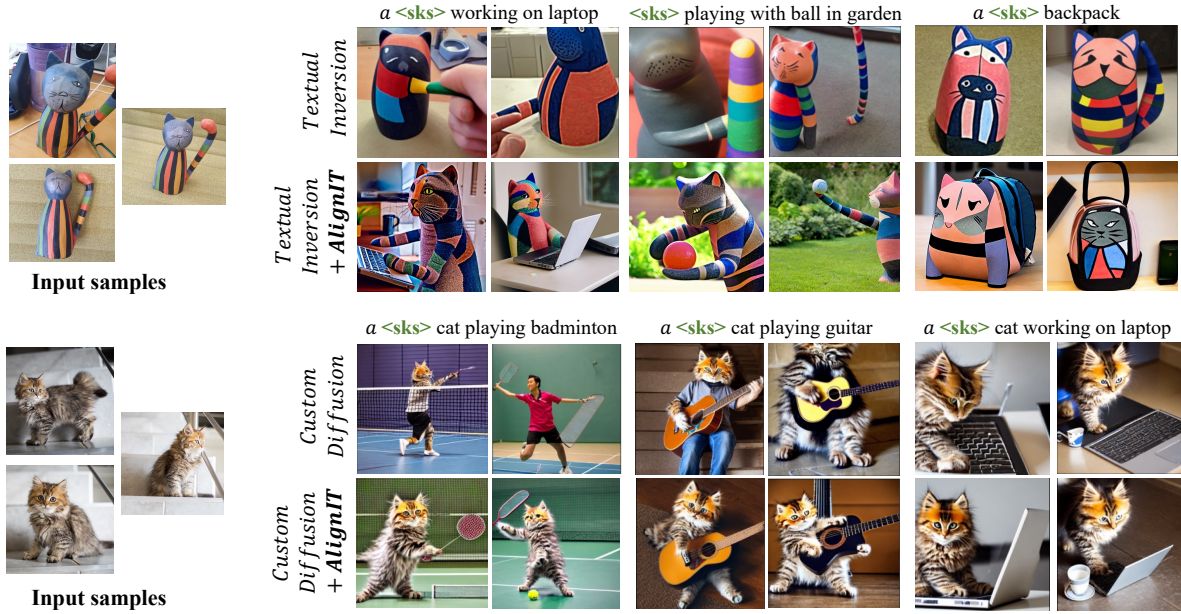 a <sks> working on laptop
<sks> playing with ball in garden
a <sks> backpack
Textual
Inversion
Textual
Inversion
+ AlignIT
Input samples
a <sks> cat playing badminton
a <sks> cat playing guitar
a <sks> cat working on laptop
Custom
Diffusion
Custom
Diffusion
+ AlignIT
Input samples